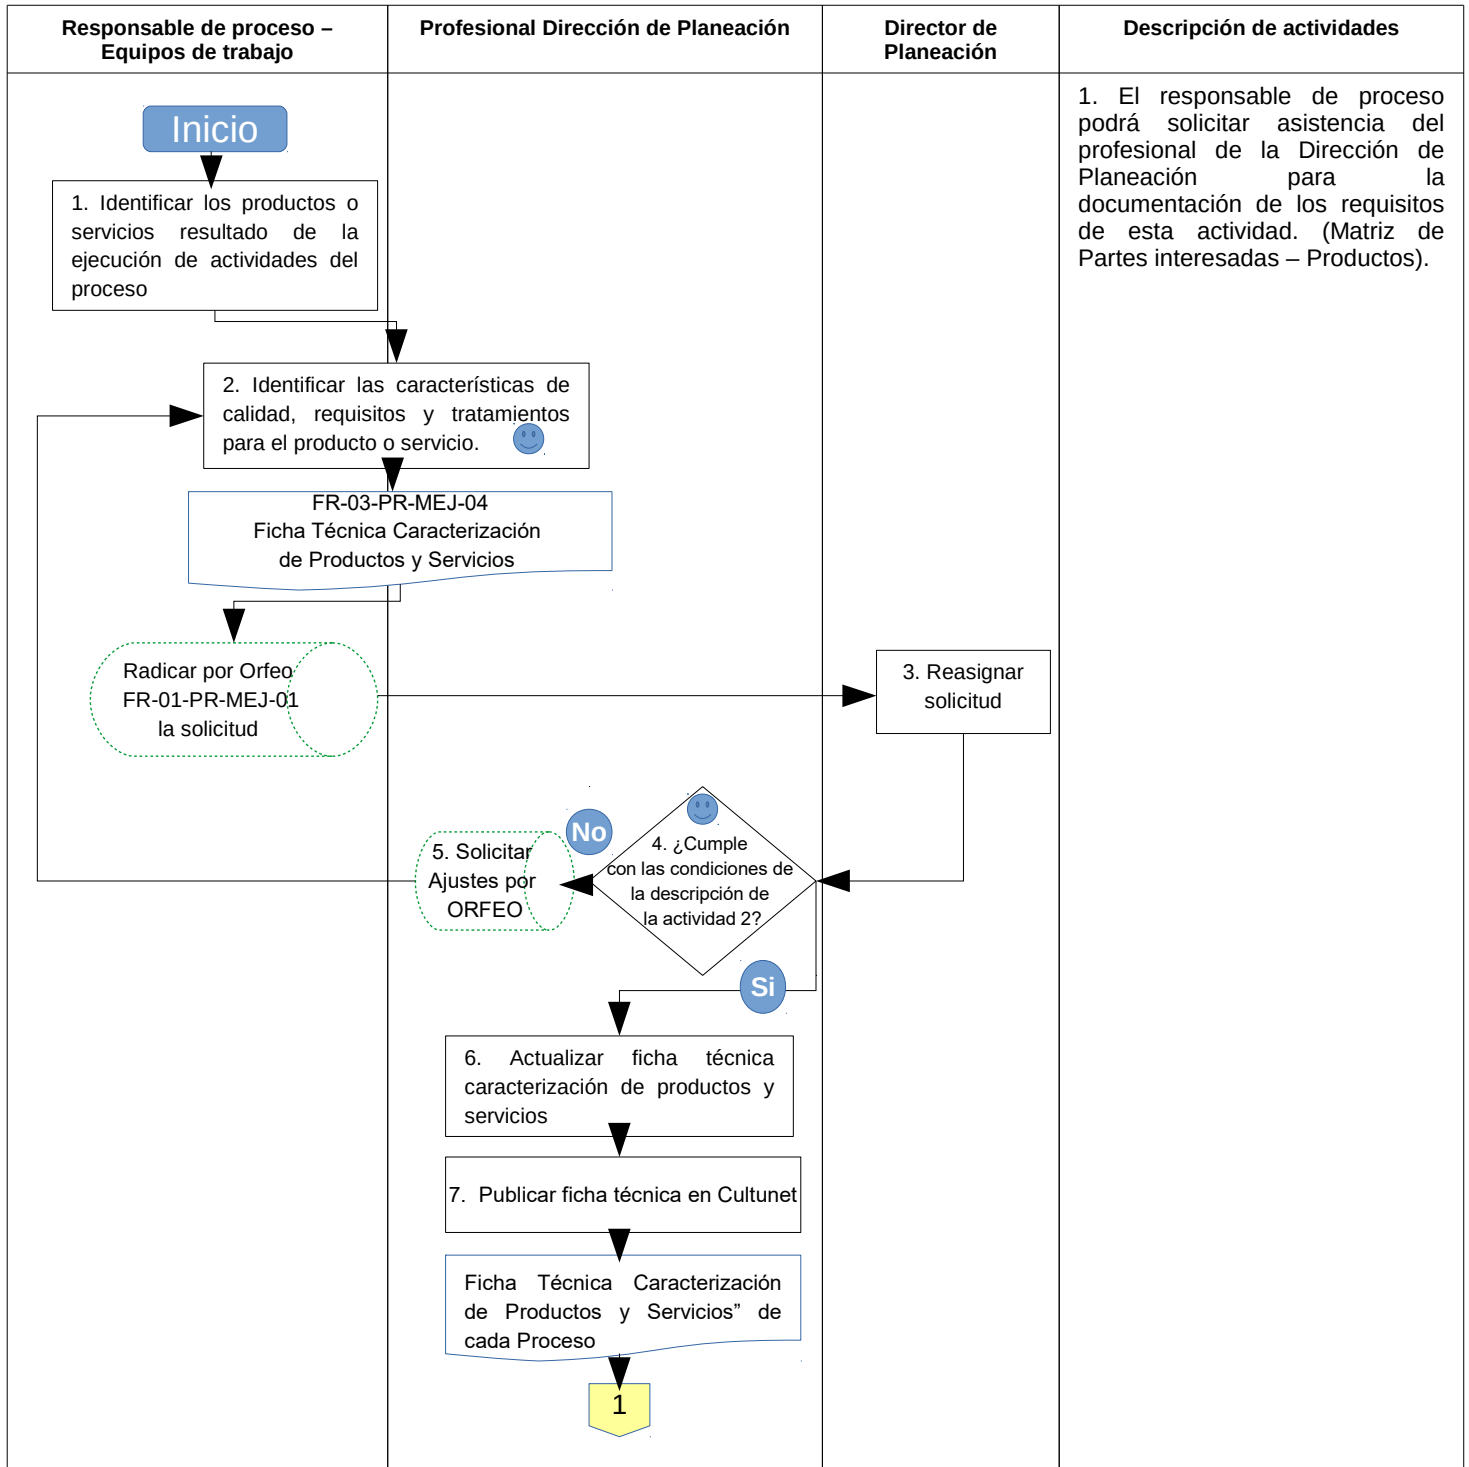 Responsable de proceso –
Equipos de trabajo
Profesional Dirección de Planeación
Director de
Planeación
Descripción de actividades
Inicio
1. El responsable de proceso
podrá solicitar asistencia del
profesional de la Dirección de
Planeación para la
documentación de los requisitos
de esta actividad. (Matriz de
Partes interesadas – Productos).
1. Identificar los productos o
servicios resultado de la
ejecución de actividades del
proceso
2. Identificar las características de
calidad, requisitos y tratamientos
para el producto o servicio.
FR-03-PR-MEJ-04
Ficha Técnica Caracterización
de Productos y Servicios
Radicar por Orfeo
FR-01-PR-MEJ-01
la solicitud
3. Reasignar
solicitud
4. ¿Cumple
con las condiciones de
la descripción de
la actividad 2?
No
5. Solicitar
Ajustes por
ORFEO
Si
6. Actualizar ficha técnica
caracterización de productos y
servicios
7. Publicar ficha técnica en Cultunet
Ficha Técnica Caracterización
de Productos y Servicios” de
cada Proceso
1